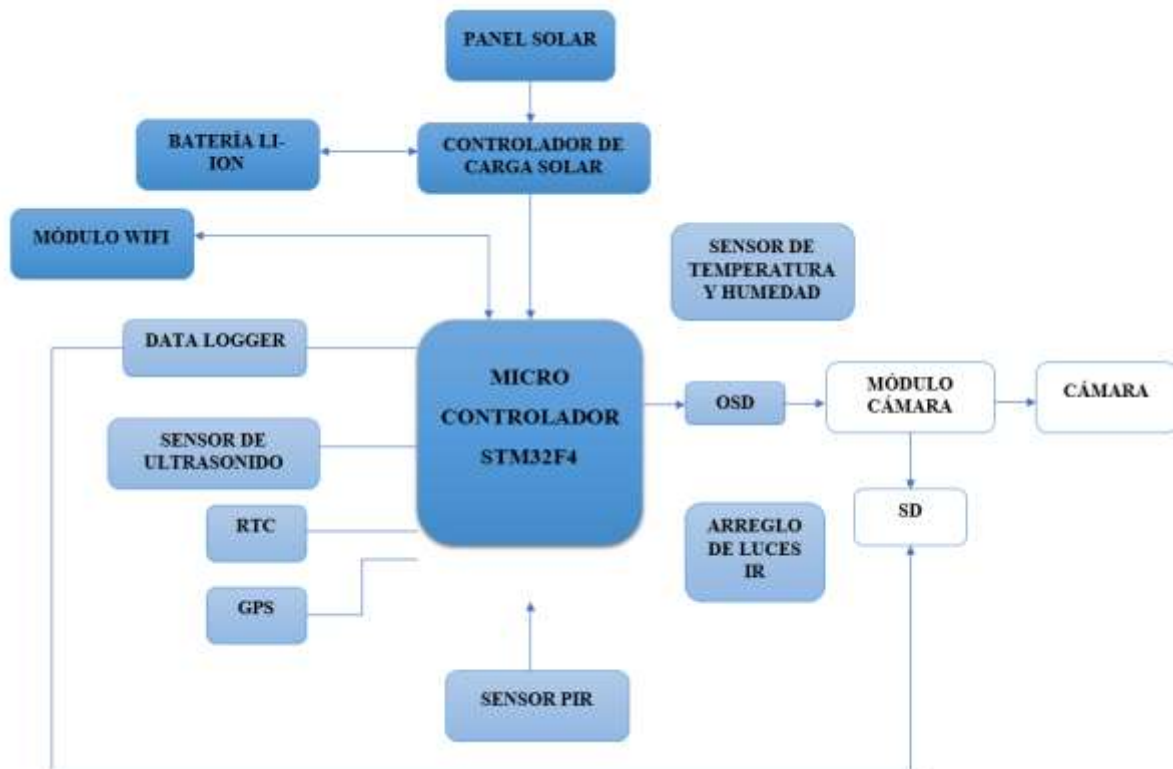 PANEL SOLAR
BATERÍA LI-
ION
CONTROLADOR DE
CARGA SOLAR
MÓDULO WIFI
SENSOR DE
TEMPERATURA
Y HUMEDAD
DATA LOGGER
MICRO
CONTROLADOR
STM32F4
OSD
MÓDULO
CÁMARA
CÁMARA
SENSOR DE
ULTRASONIDO
RTC
SD
ARREGLO
DE LUCES
IR
GPS
SENSOR PIR